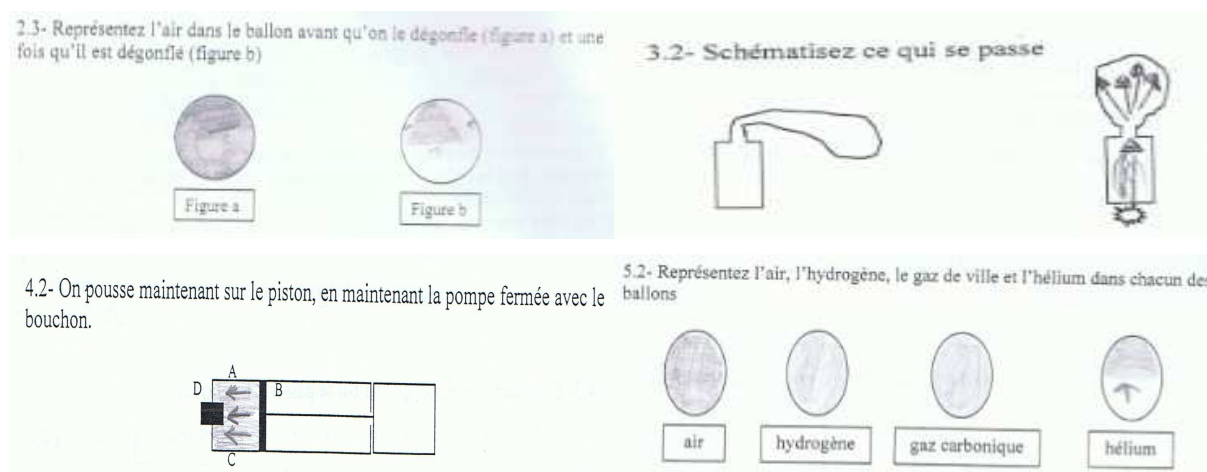 2.3- Représentez l'air dans le ballon avant qu'on le dégonfle (figure a) et une
fois qu'il est dégonflé (figure b)
Figure a
Figure b
3.2- Schématisez ce qui se passe
4.2- On pousse maintenant sur le piston, en maintenant la pompe fermée avec le
bouchon.
A
D
B
C
5.2- Représentez l'air, l'hydrogène, le gaz de ville et l'hélium dans chacun des
ballons
air
hydrogène
gaz carbonique
hélium